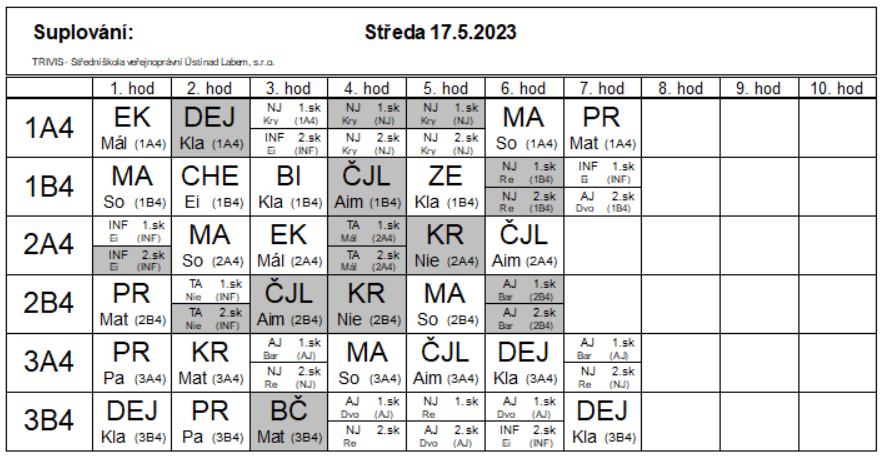 Suplování: Středa 17.5.2023
TRIVIS - Střední škola veřejnoprávní Ústí nad Labem, s.r.o.
1. hod 2. hod 3. hod 4. hod 5. hod 6. hod 7. hod 8. hod 9. hod 10. hod
1A4
EK
Mál (1A4)
DEJ
Kla (1A4)
NJ 1.sk
Kry (1A4)
INF 2.sk
Ei (INF)
NJ 1.sk
Kry (NJ)
NJ 2.sk
Kry (NJ)
NJ 1.sk
Kry (NJ)
NJ 2.sk
Kry (NJ)
MA
So (1A4)
PR
Mat (1A4)
1B4
MA
So (1B4)
CHE
Ei (1B4)
BI
Kla (1B4)
ČJL
Aim (1B4)
ZE
Kla (1B4)
NJ 1.sk
Re (1B4)
NJ 2.sk
Re (1B4)
INF 1.sk
Ei (INF)
AJ 2.sk
Dvo (1B4)
2A4
INF 1.sk
Ei (INF)
INF 2.sk
Ei (INF)
MA
So (2A4)
EK
Mál (2A4)
TA 1.sk
Mál (2A4)
TA 2.sk
Mál (2A4)
KR
Nie (2A4)
ČJL
Aim (2A4)
2B4
PR
Mat (2B4)
TA 1.sk
Nie (INF)
TA 2.sk
Nie (INF)
ČJL
Aim (2B4)
KR
Nie (2B4)
MA
So (2B4)
AJ 1.sk
Bar (2B4)
AJ 2.sk
Bar (2B4)
3A4
PR
Pa (3A4)
KR
Mat (3A4)
AJ 1.sk
Bar (AJ)
NJ 2.sk
Re (NJ)
MA
So (3A4)
ČJL
Aim (3A4)
DEJ
Kla (3A4)
AJ 1.sk
Bar (AJ)
NJ 2.sk
Re (NJ)
3B4
DEJ
Kla (3B4)
PR
Pa (3B4)
BČ
Mat (3B4)
AJ 1.sk
Dvo (AJ)
NJ 2.sk
Re
NJ 1.sk
Re
AJ 2.sk
Dvo (AJ)
AJ 1.sk
Dvo (AJ)
INF 2.sk
Ei (INF)
DEJ
Kla (3B4)